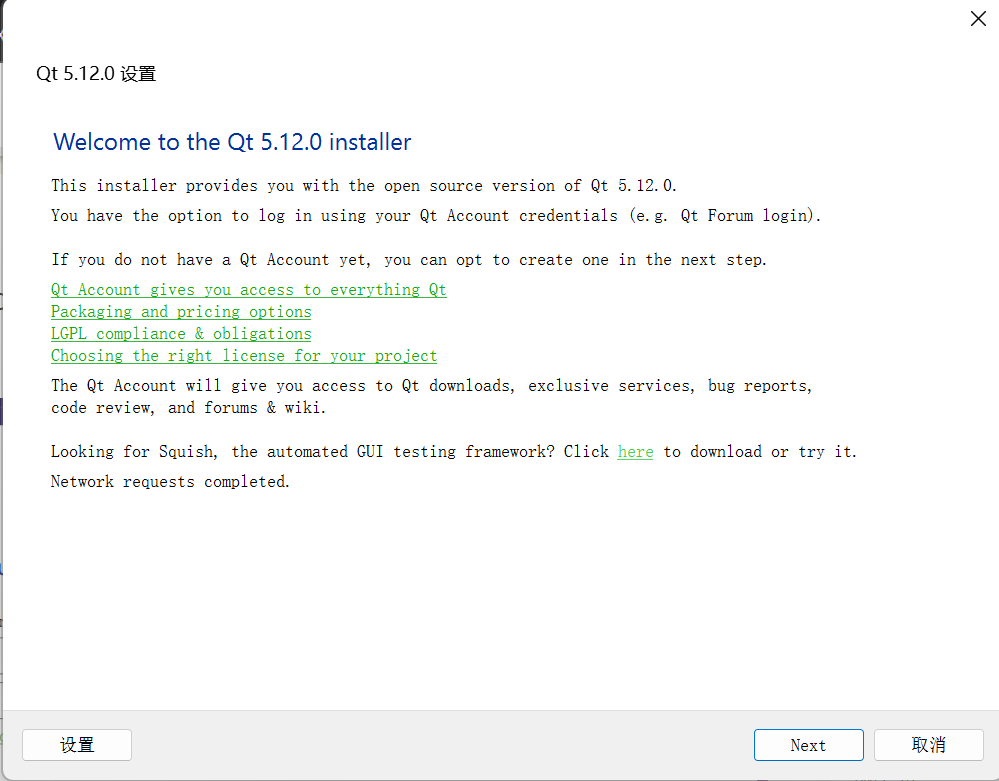 Qt 5.12.0 设置
Welcome to the Qt 5.12.0 installer
This installer provides you with the open source version of Qt 5.12.0.
You have the option to log in using your Qt Account credentials (e.g. Qt Forum login).
If you do not have a Qt Account yet, you can opt to create one in the next step.
Qt Account gives you access to everything Qt
Packaging and pricing options
LGPL compliance & obligations
Choosing the right license for your project
The Qt Account will give you access to Qt downloads, exclusive services, bug reports,
code review, and forums & wiki.
Looking for Squish, the automated GUI testing framework? Click here to download or try it.
Network requests completed.
设置
Next
取消